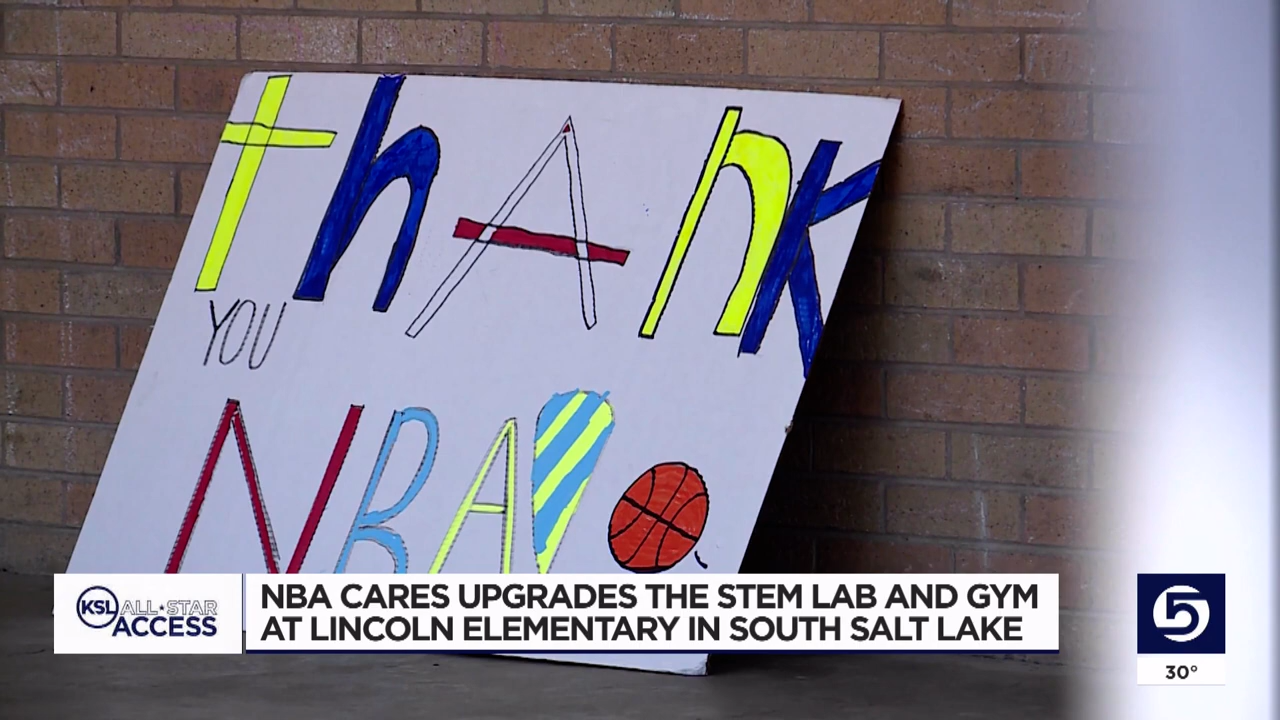 thAnK
YOU
NBA!
KSL ALL★STAR
ACCESS
NBA CARES UPGRADES THE STEM LAB AND GYM
AT LINCOLN ELEMENTARY IN SOUTH SALT LAKE
5
30°